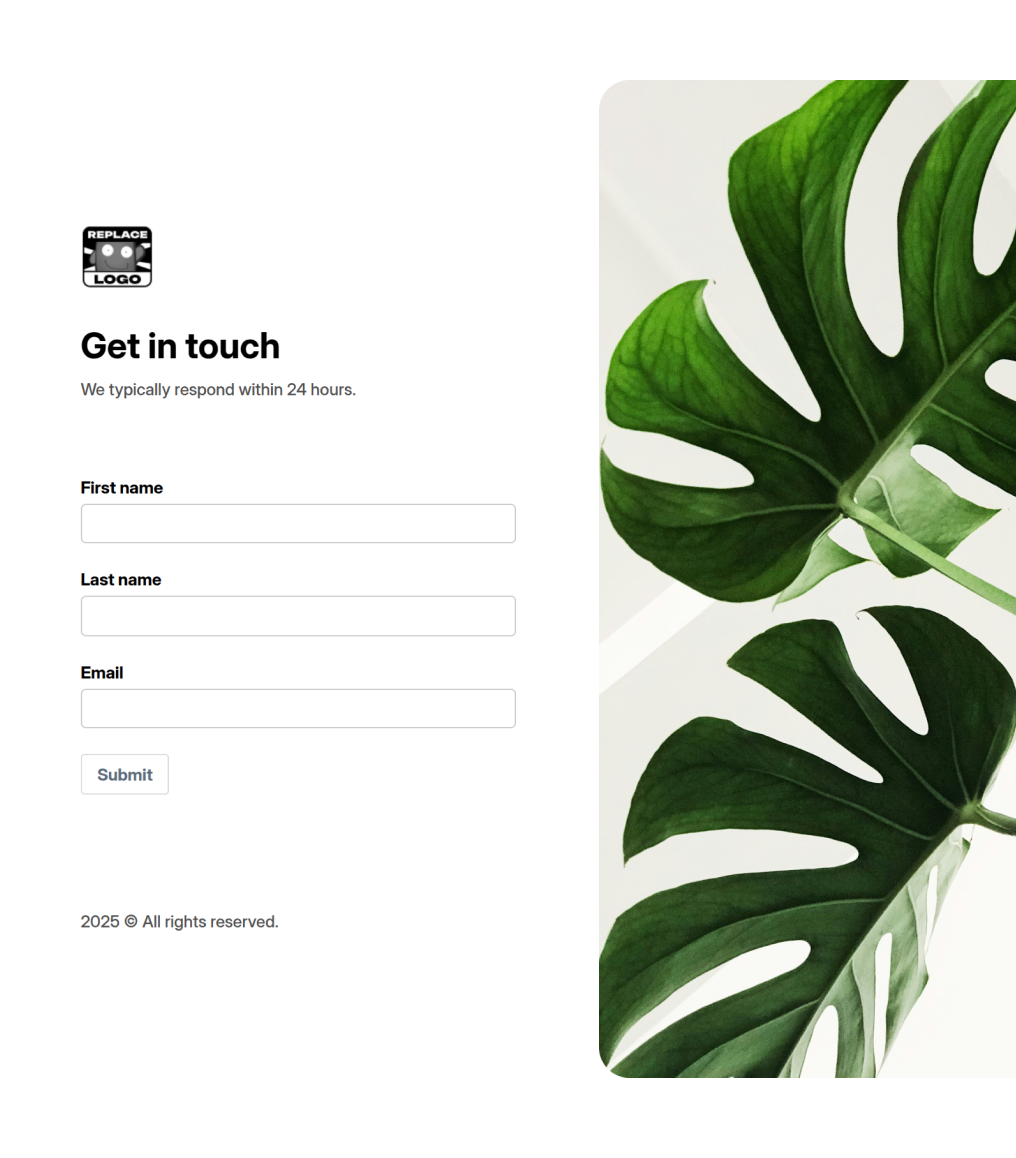 REPLACE
LOGO
Get in touch
We typically respond within 24 hours.
First name
Last name
Email
Submit
2025 © All rights reserved.